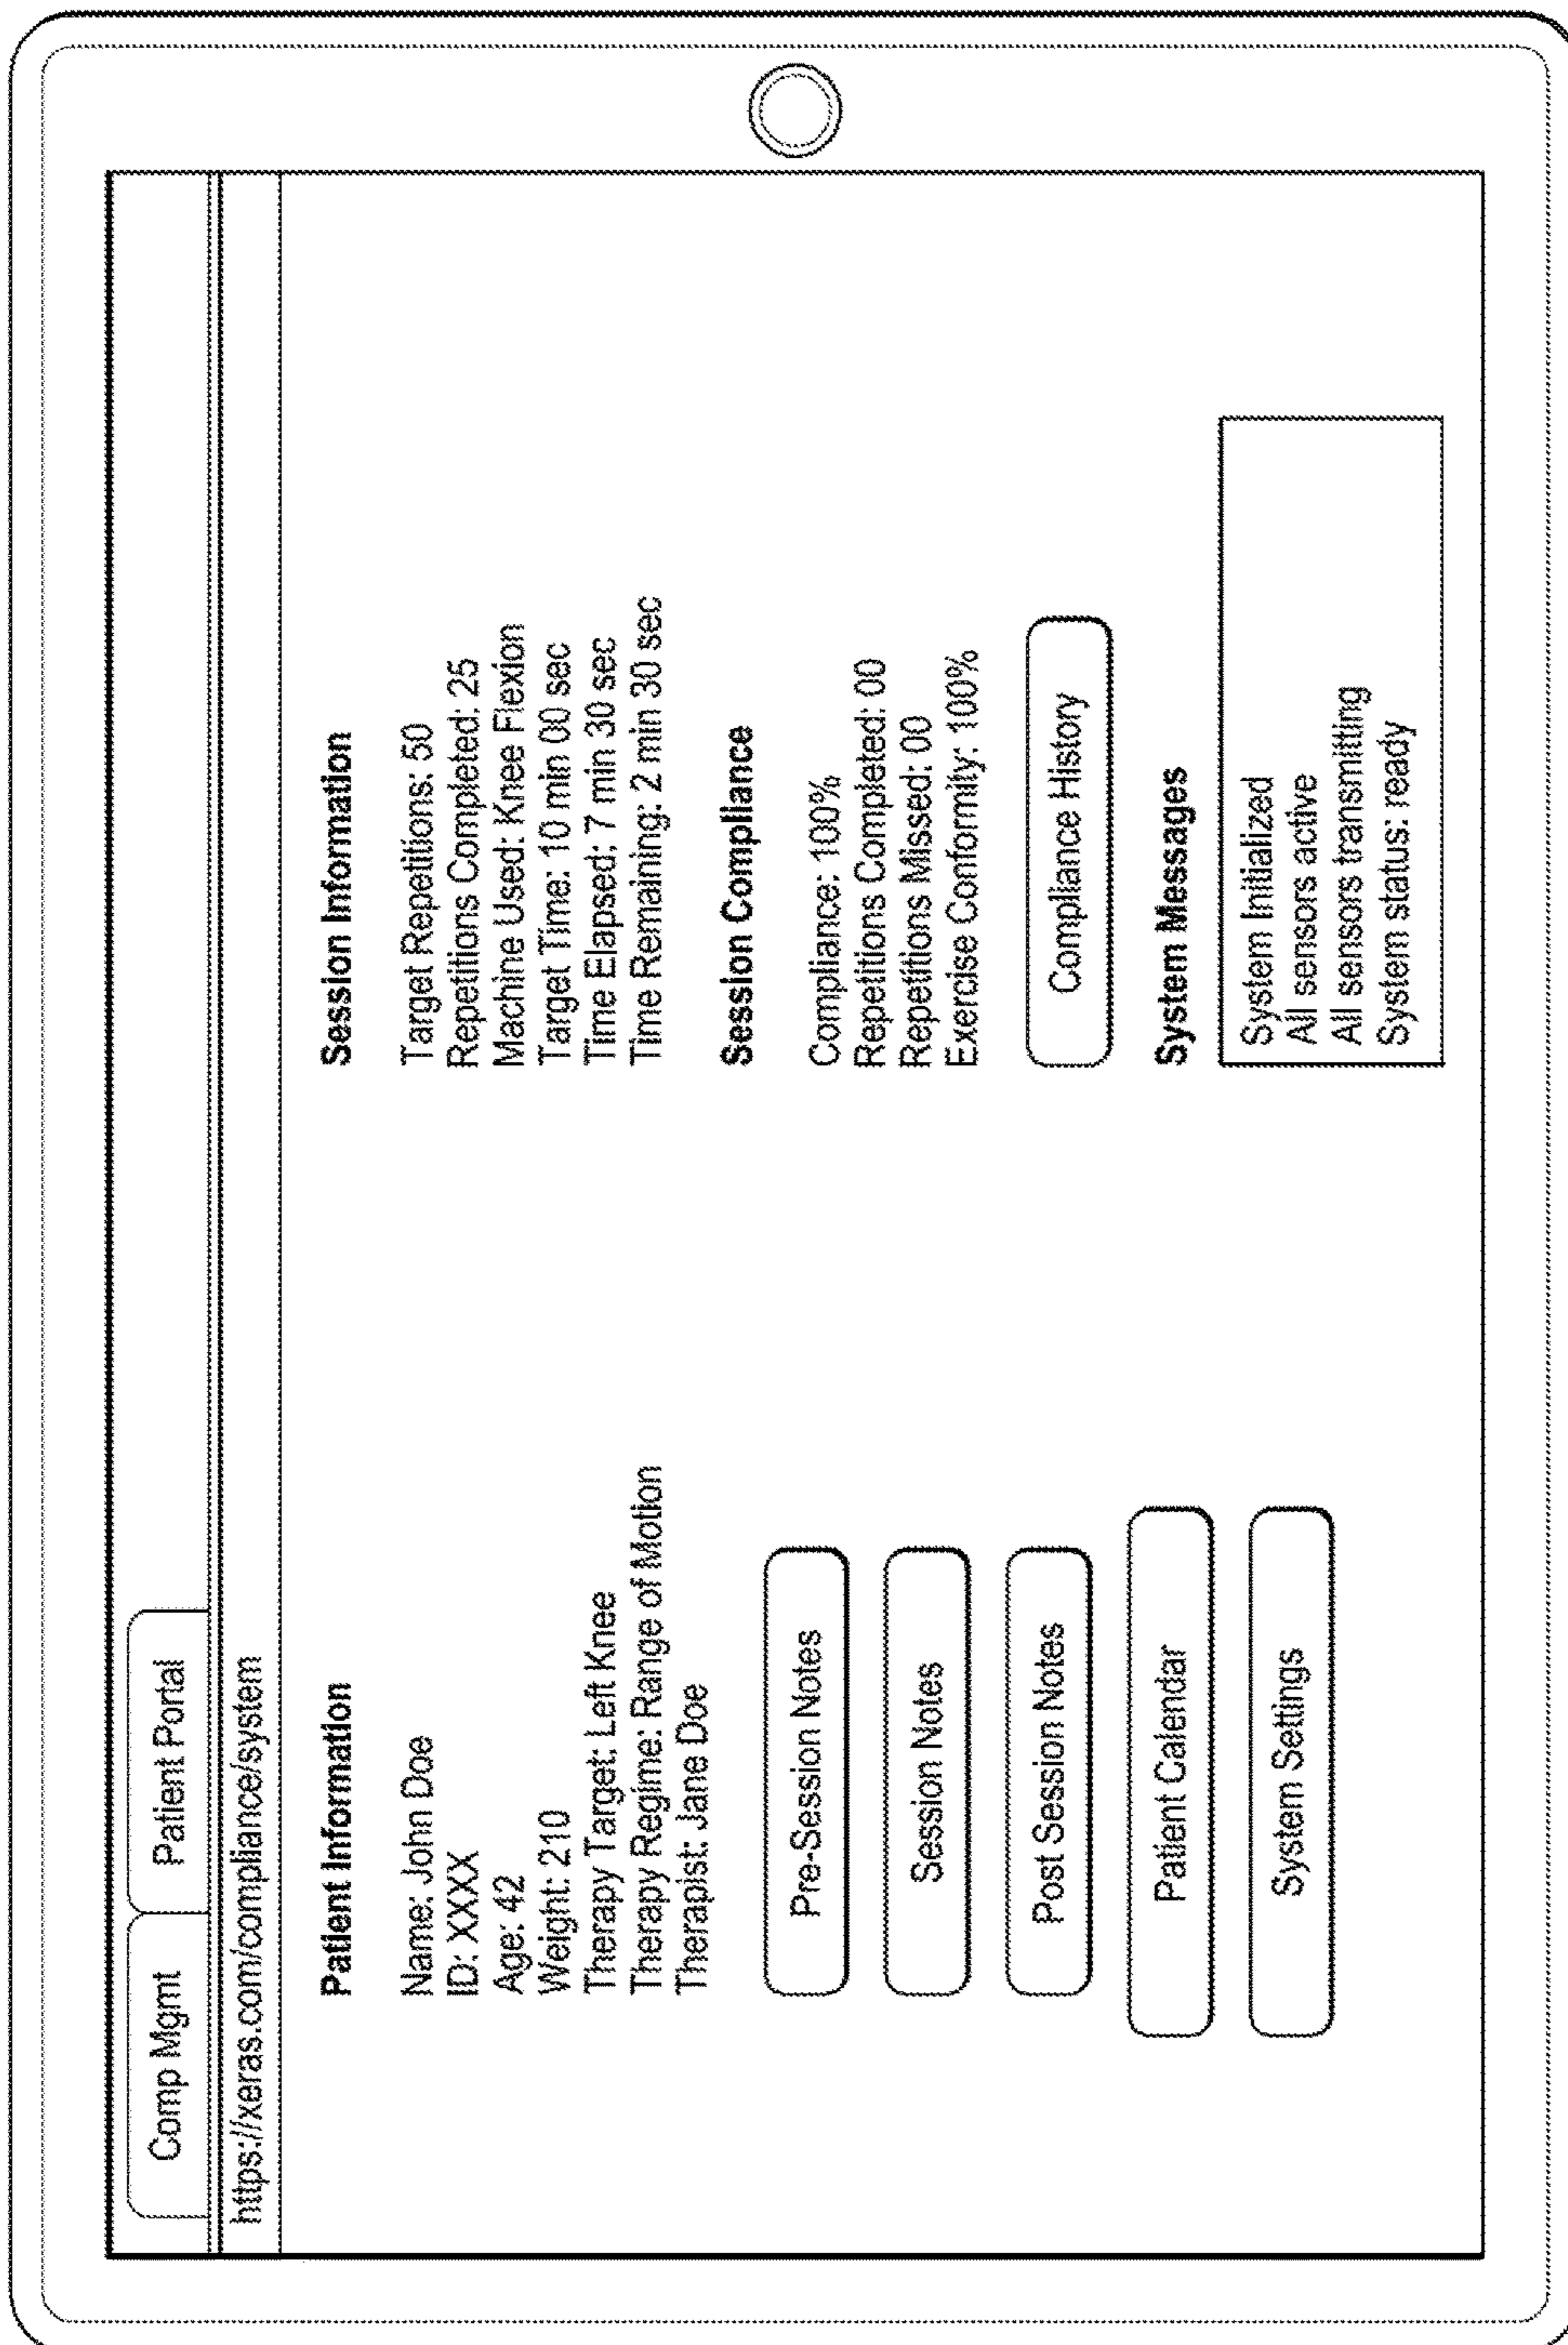 Comp Mgmt
Patient Portal
https://xeras.com/compliance/system
Patient Information
Name: John Doe
ID: XXXX
Age: 42
Weight: 210
Therapy Target: Left Knee
Therapy Regime: Range of Motion
Therapist: Jane Doe
Pre-Session Notes
Session Notes
Post Session Notes
Patient Calendar
System Settings
Session Information
Target Repetitions: 50
Repetitions Completed: 25
Machine Used: Knee Flexion
Target Time: 10 min 00 sec
Time Elapsed: 7 min 30 sec
Time Remaining: 2 min 30 sec
Session Compliance
Compliance: 100%
Repetitions Completed: 00
Repetitions Missed: 00
Exercise Conformity: 100%
Compliance History
System Messages
System Initialized
All sensors active
All sensors transmitting
System status: ready